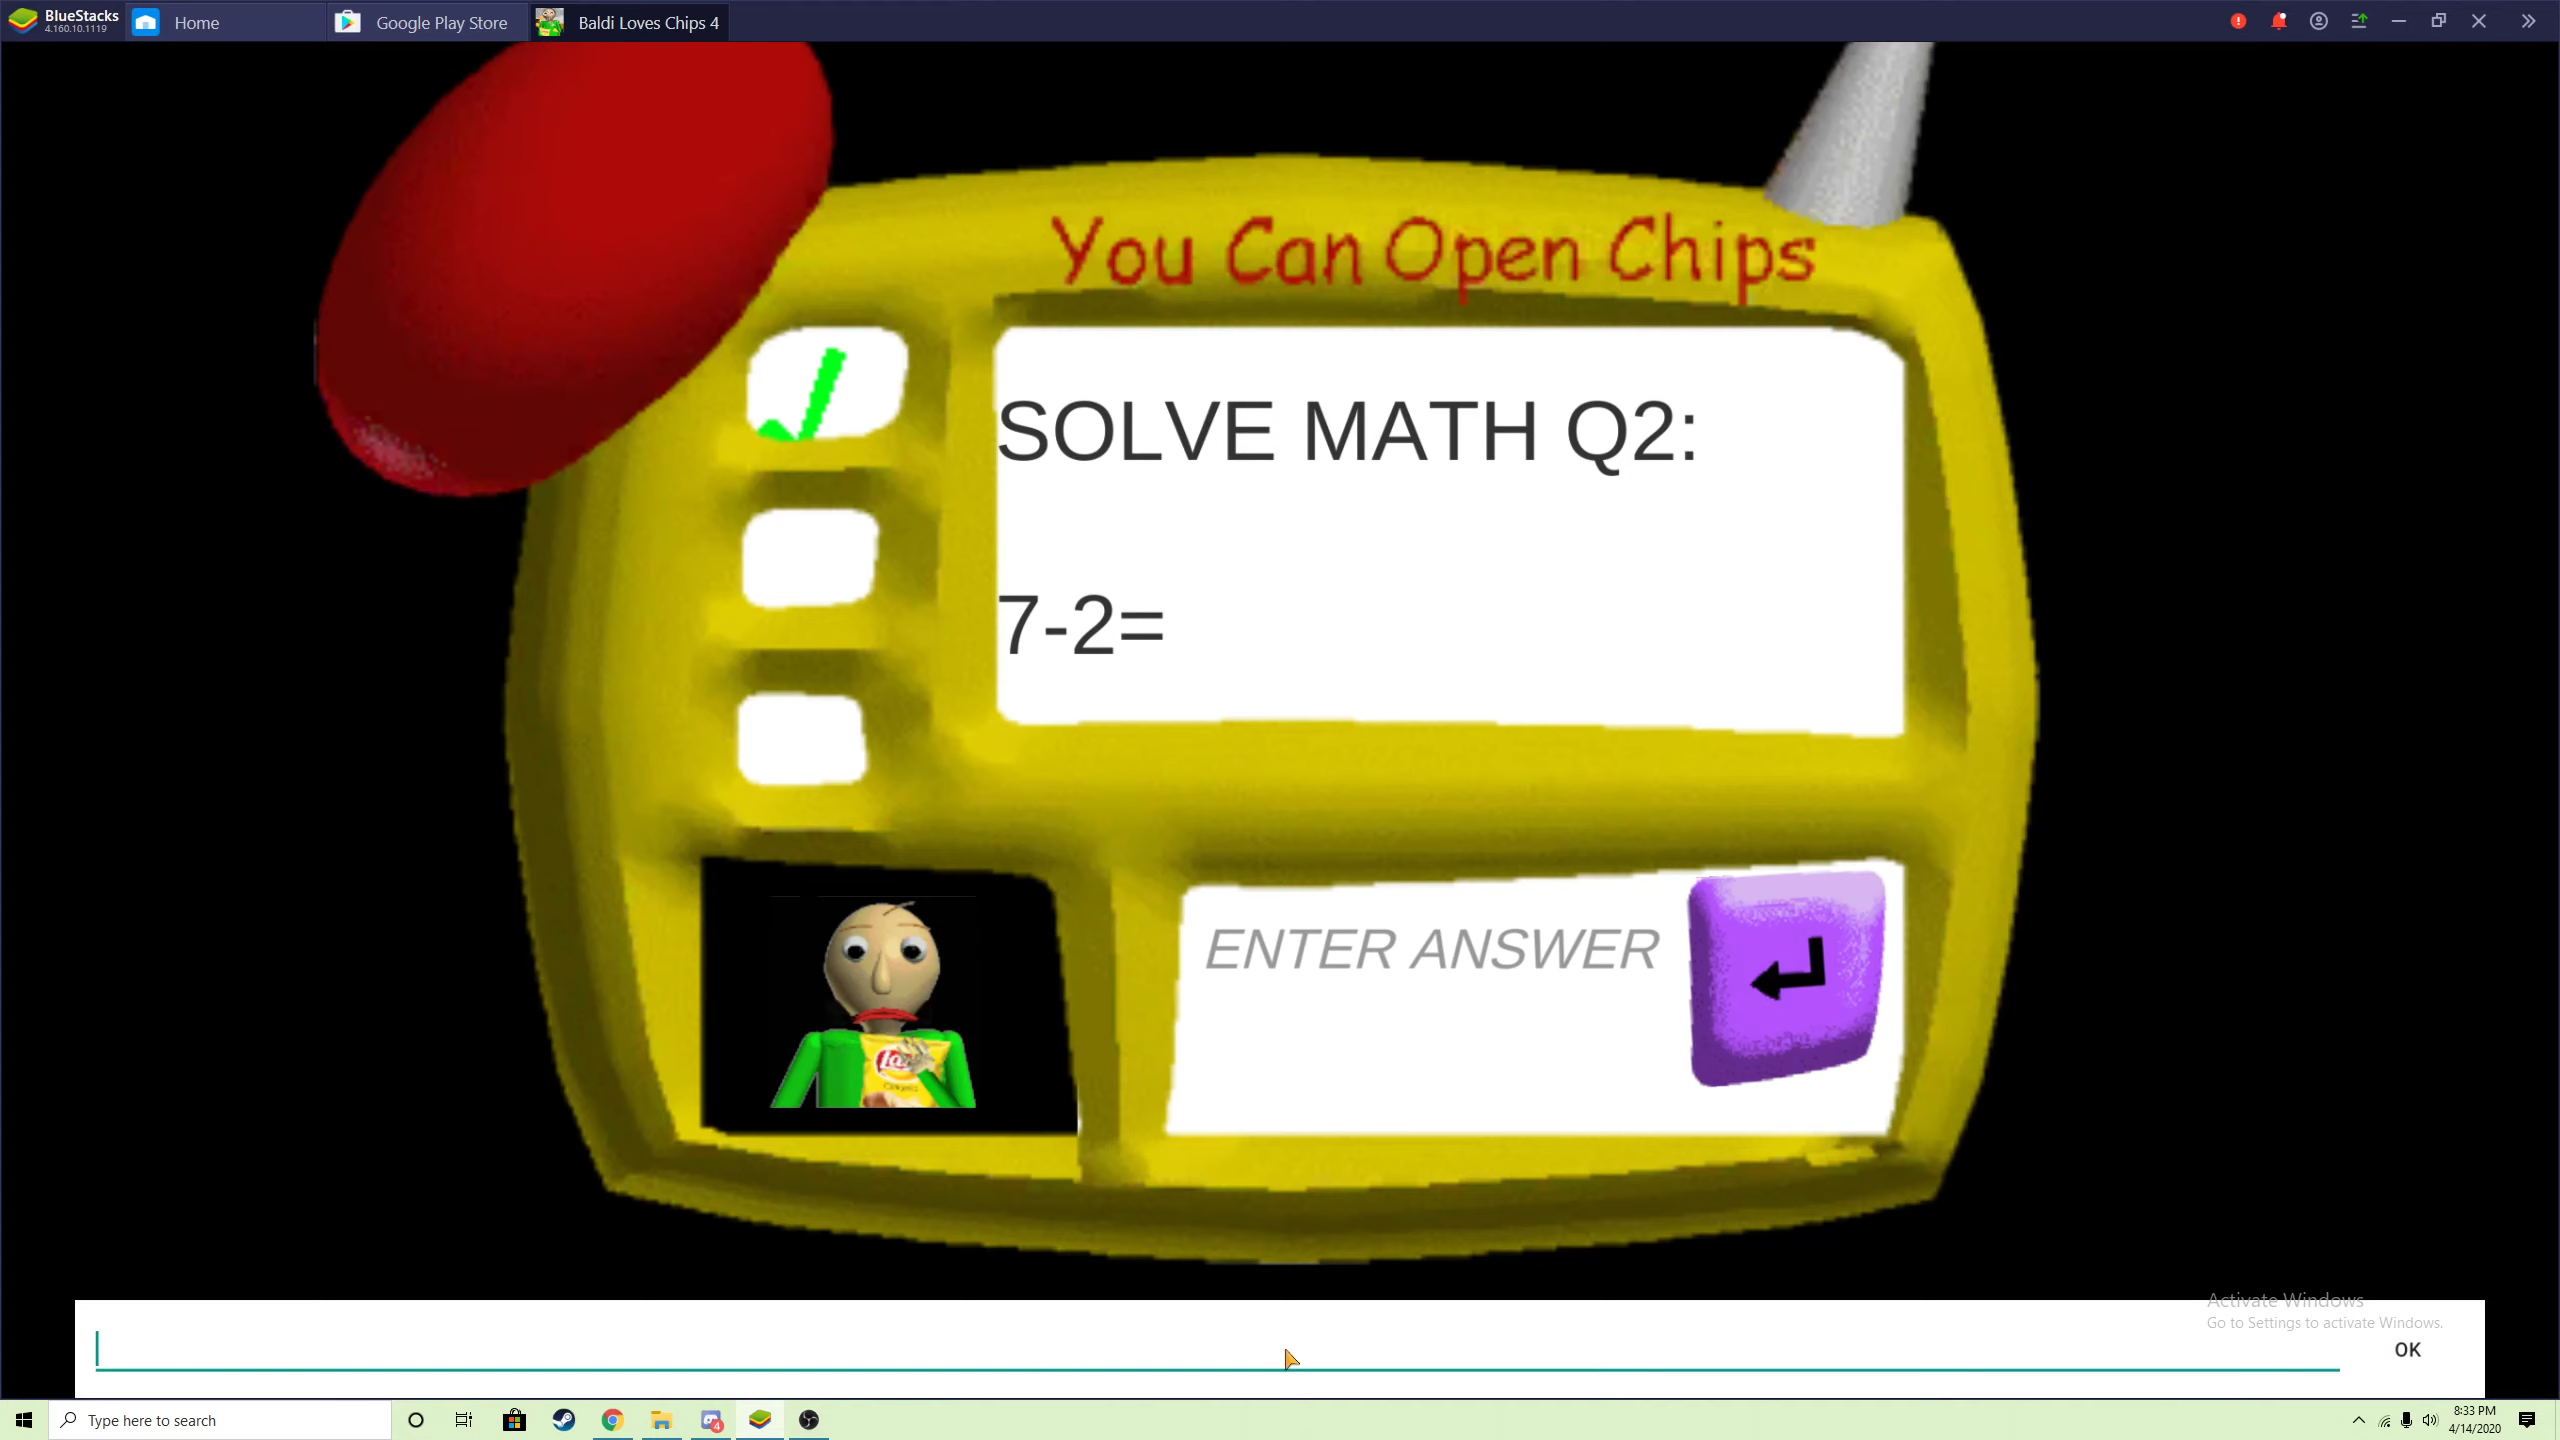 BlueStacks
4.160.10.1119
Home
Google Play Store
Baldi Loves Chips 4
You Can Open Chips
SOLVE MATH Q2:
7-2=
ENTER ANSWER
Lay's
Activate Windows
Go to Settings to activate Windows.
OK
Type here to search
4
8:33 PM
4/14/2020